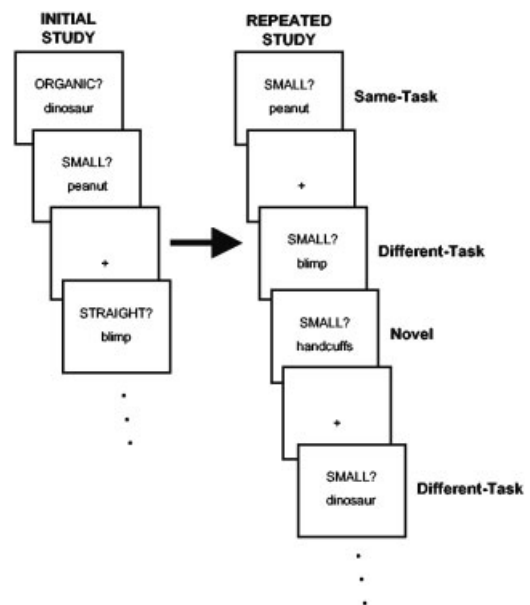 INITIAL
STUDY
ORGANIC?
dinosaur
SMALL?
peanut
+
STRAIGHT?
blimp
REPEATED
STUDY
SMALL?
peanut
Same-Task
+
SMALL?
blimp
Different-Task
SMALL?
handcuffs
Novel
+
SMALL?
dinosaur
Different-Task